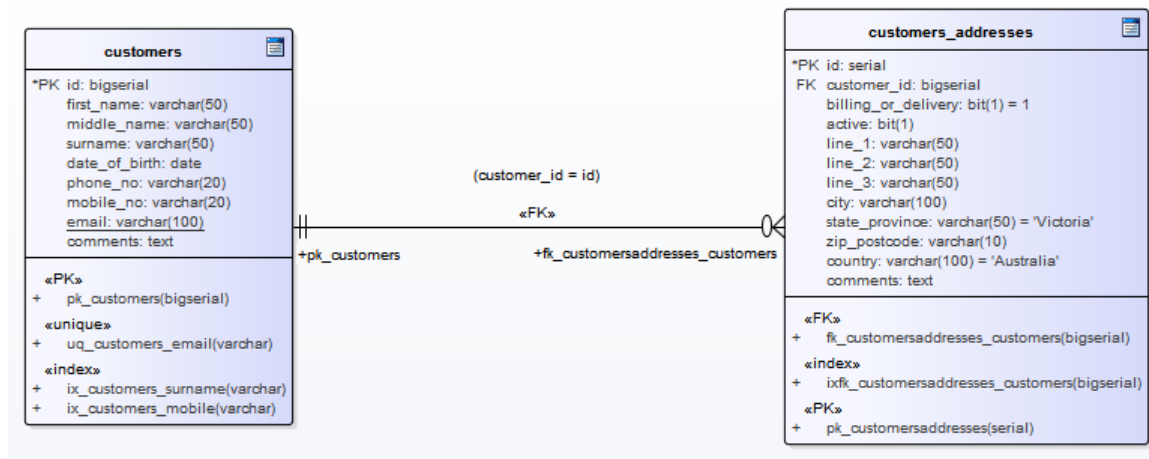 customers
*PK id: bigserial
first_name: varchar(50)
middle_name: varchar(50)
surname: varchar(50)
date_of_birth: date
phone_no: varchar(20)
mobile_no: varchar(20)
email: varchar(100)
comments: text
«PK»
+ pk_customers(bigserial)
«unique»
+ uq_customers_email(varchar)
«index»
+ ix_customers_surname(varchar)
+ ix_customers_mobile(varchar)
(customer_id = id)
«FK»
+pk_customers
+fk_customersaddresses_customers
customers_addresses
*PK id: serial
FK customer_id: bigserial
billing_or_delivery: bit(1) = 1
active: bit(1)
line_1: varchar(50)
line_2: varchar(50)
line_3: varchar(50)
city: varchar(100)
state_province: varchar(50) = 'Victoria'
zip_postcode: varchar(10)
country: varchar(100) = 'Australia'
comments: text
«FK»
+ fk_customersaddresses_customers(bigserial)
«index»
+ ixfk_customersaddresses_customers(bigserial)
«PK»
+ pk_customersaddresses(serial)